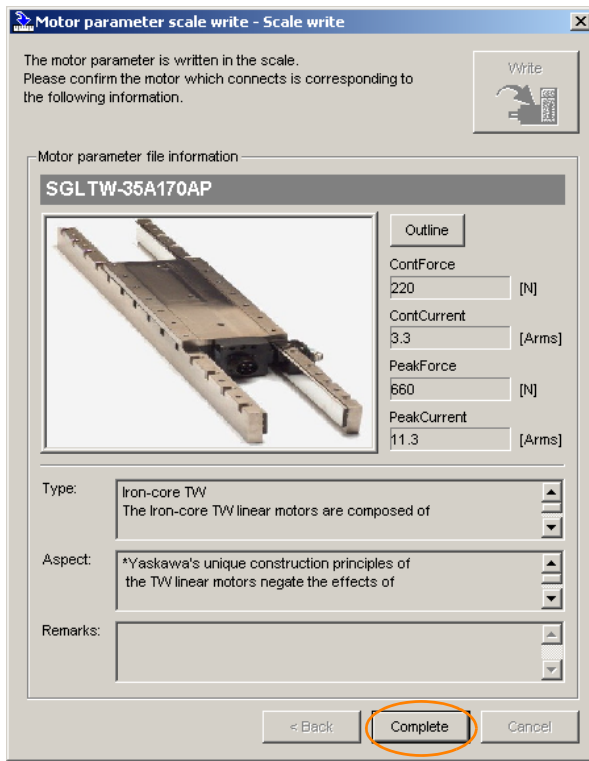 Motor parameter scale write - Scale write
The motor parameter is written in the scale.
Please confirm the motor which connects is corresponding to
the following information.
Write
Motor parameter file information
SGLTW-35A170AP
Outline
ContForce
220 [N]
ContCurrent
3.3 [Arms]
PeakForce
660 [N]
PeakCurrent
11.3 [Arms]
Type: Iron-core TW
The Iron-core TW linear motors are composed of
Aspect: *Yaskawa's unique construction principles of
the TW linear motors negate the effects of
Remarks:
< Back Complete Cancel